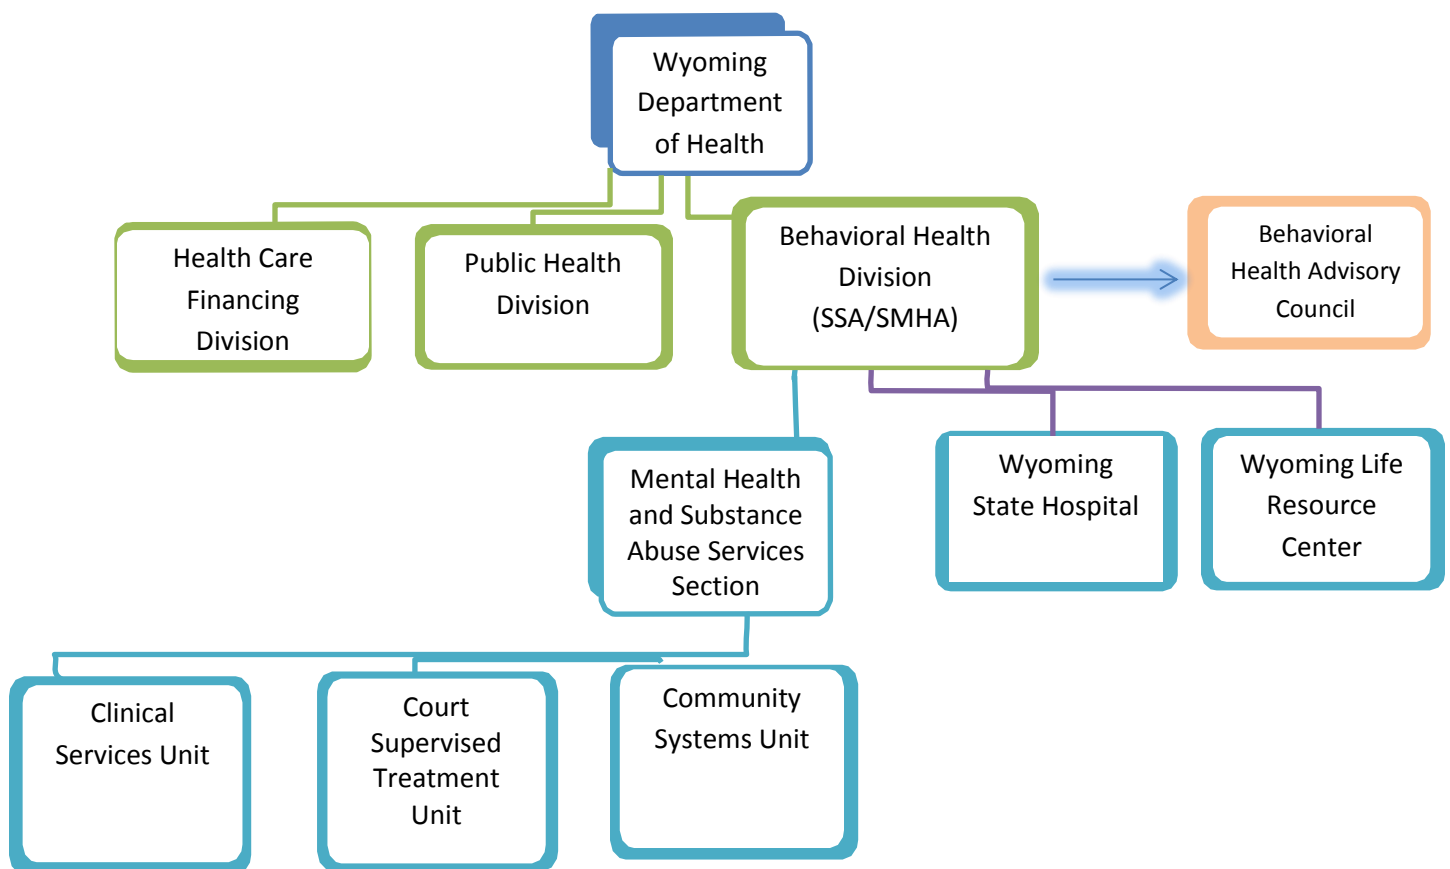 Wyoming
Department
of Health
Health Care
Financing
Division
Public Health
Division
Behavioral Health
Division
(SSA/SMHA)
Behavioral
Health Advisory
Council
Mental Health
and Substance
Abuse Services
Section
Wyoming
State Hospital
Wyoming Life
Resource
Center
Clinical
Services Unit
Court
Supervised
Treatment
Unit
Community
Systems Unit